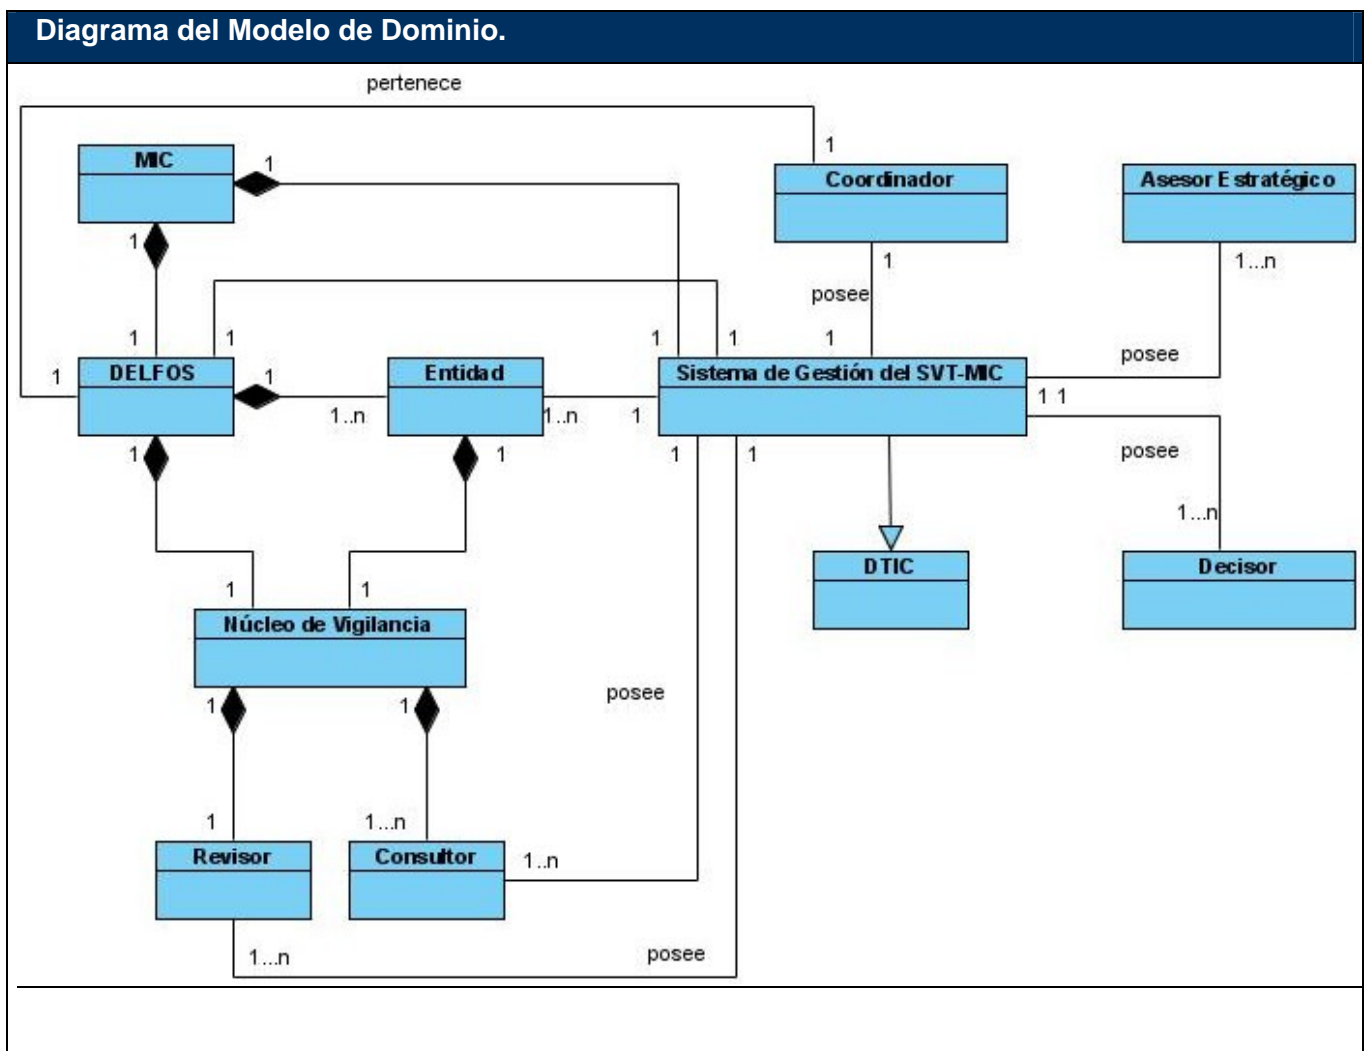 Diagrama del Modelo de Dominio.
pertenece
MIC
1
1
Coordinador
1
Asesor Estratégico
1
1...n
posee
1
posee
1
1
1
1
1
DELFOS
1
1
1..n
Entidad
1..n
1
Sistema de Gestión del SVT-MIC
1 1
posee
1...n
1
1
1
1
DTIC
Decisor
1
1
Núcleo de Vigilancia
posee
1
1
1
1...n
Revisor
Consultor
1..n
1...n
posee